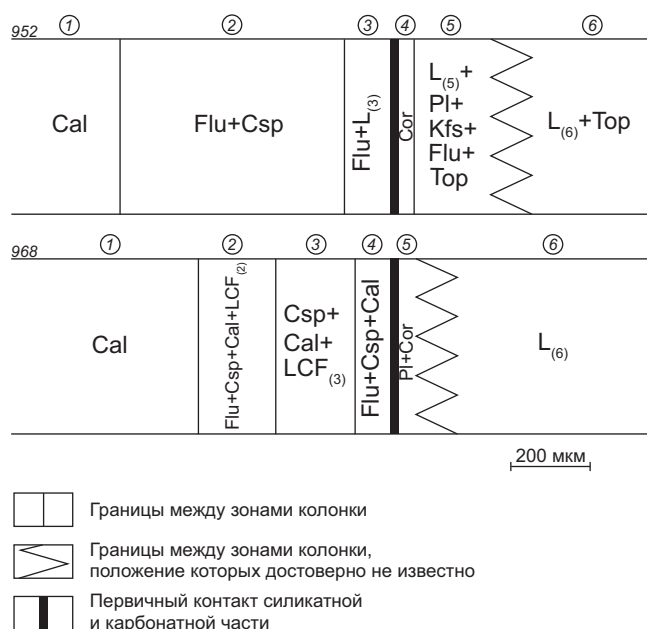 ① ② ③ ④ ⑤ ⑥
952
Cal
Flu+Csp
Flu+L(3)
Cor
L(5)+
Pl+
Kfs+
Flu+
Top
L(6)+Top
① ② ③ ④ ⑤ ⑥
968
Cal
Flu+Csp+Cal+LCF(2)
Csp+
Cal+
LCF(3)
Flu+Csp+Cal
Pl+Cor
L(6)
200 мкм
Границы между зонами колонки
Границы между зонами колонки,
положение которых достоверно не известно
Первичный контакт силикатной
и карбонатной части